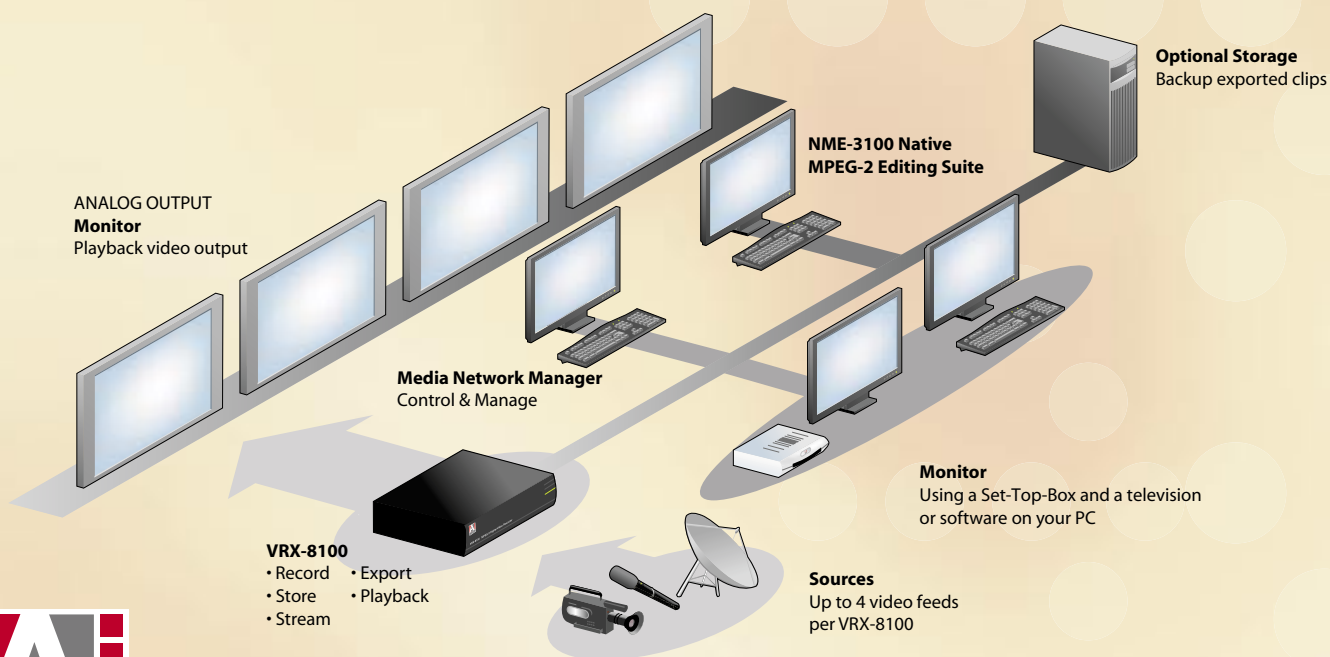 Optional Storage
Backup exported clips
NME-3100 Native
MPEG-2 Editing Suite
ANALOG OUTPUT
Monitor
Playback video output
Media Network Manager
Control & Manage
Monitor
Using a Set-Top-Box and a television
or software on your PC
VRX-8100
• Record • Export
• Store • Playback
• Stream
Sources
Up to 4 video feeds
per VRX-8100